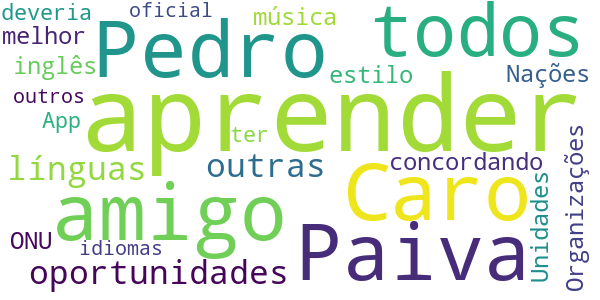 deveria oficial música todos
melhor Pedro
inglês estilo Nações
outros aprender
App ter
línguas outras concordando
amigo Caro Unidades Organizações
ONU idiomas Paiva
oportunidades